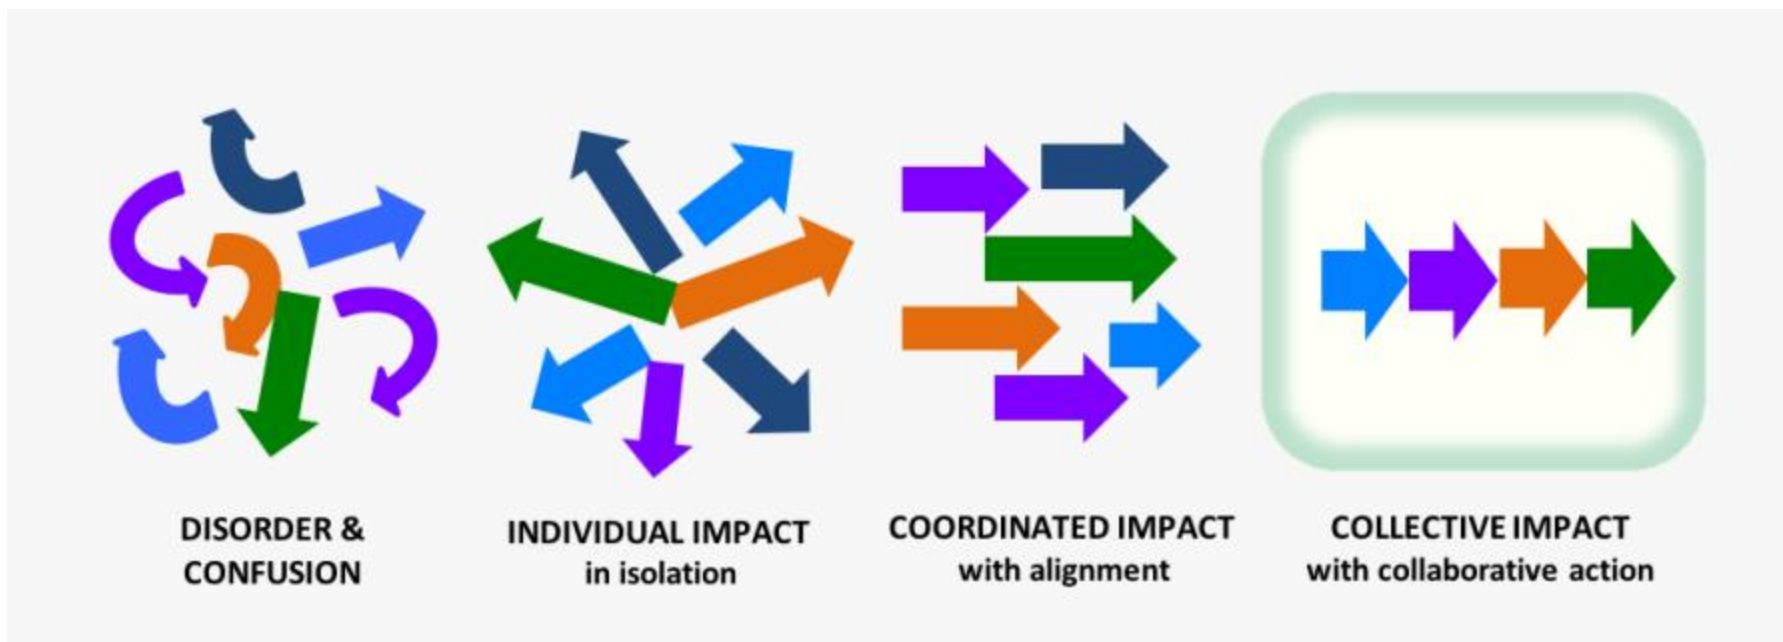 DISORDER &
CONFUSION
INDIVIDUAL IMPACT
in isolation
COORDINATED IMPACT
with alignment
COLLECTIVE IMPACT
with collaborative action